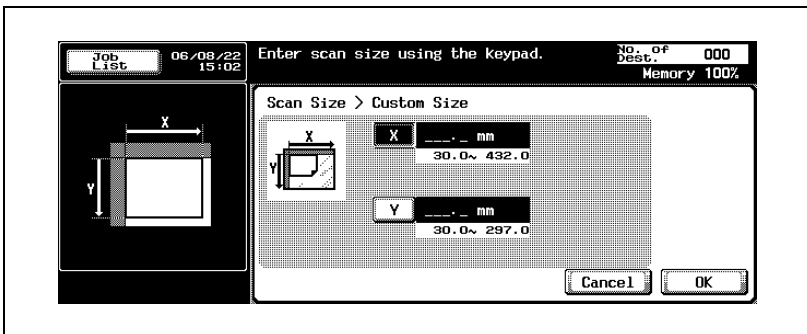 Job List
06/08/22
15:02
Enter scan size using the keypad.
No. of Dest. 000
Memory 100%
Scan Size > Custom Size
X
Y
X
Y
X ___._ mm
30.0~ 432.0
Y ___._ mm
30.0~ 297.0
Cancel OK